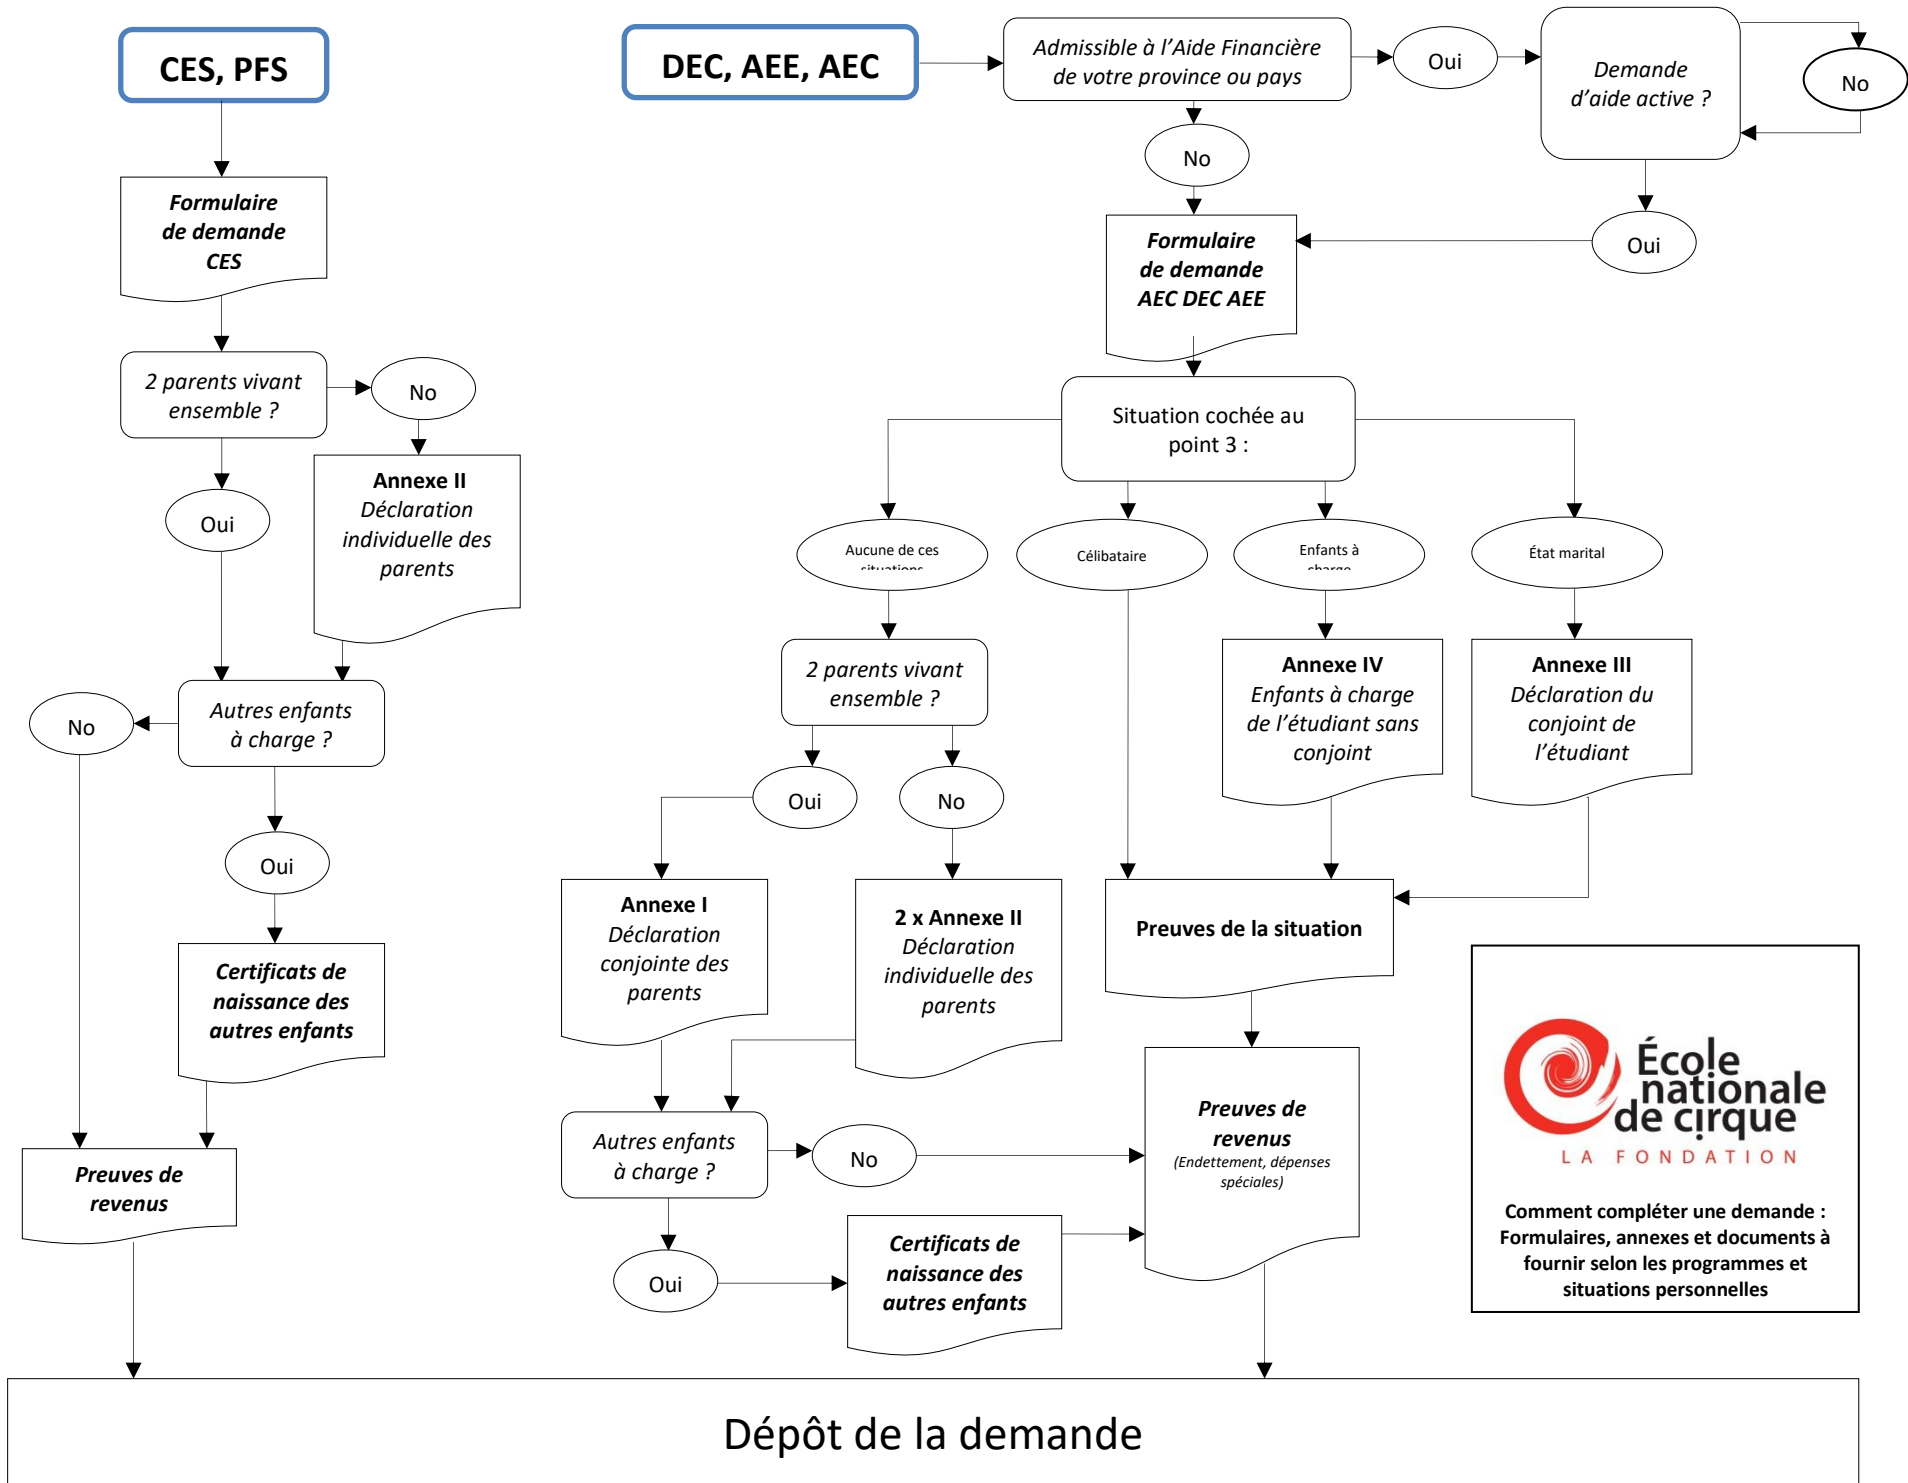 CES, PFS
Formulaire
de demande
CES
2 parents vivant
ensemble ?
No
Oui
Annexe II
Déclaration
individuelle des
parents
Autres enfants
à charge ?
No
Oui
Certificats de
naissance des
autres enfants
Preuves de
revenus
DEC, AEE, AEC
Admissible à l’Aide Financière
de votre province ou pays
Oui
Demande
d’aide active ?
No
No
Oui
Formulaire
de demande
AEC DEC AEE
Situation cochée au
point 3 :
Aucune de ces
situations
Célibataire
Enfants à
charge
État marital
2 parents vivant
ensemble ?
Annexe IV
Enfants à charge
de l’étudiant sans
conjoint
Annexe III
Déclaration du
conjoint de
l’étudiant
Oui
No
Annexe I
Déclaration
conjointe des
parents
2 x Annexe II
Déclaration
individuelle des
parents
Preuves de la situation
Autres enfants
à charge ?
No
Oui
Certificats de
naissance des
autres enfants
Preuves de
revenus
(Endettement, dépenses
spéciales)
École
nationale
de cirque
LA FONDATION
Comment compléter une demande :
Formulaires, annexes et documents à
fournir selon les programmes et
situations personnelles
Dépôt de la demande